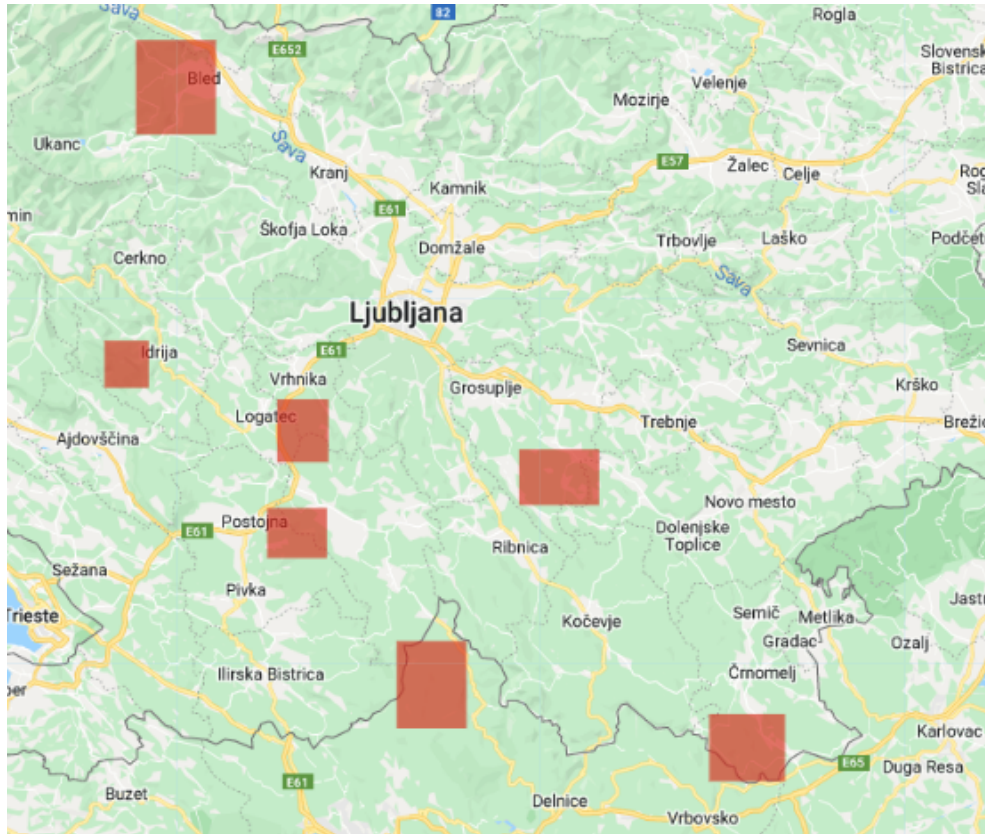 Sava
82
Rogla
E652
Slovensk
Bistrica
Bled
Velenje
Mozirje
Ukanc
Sava
Kranj
E57
Žalec
Celje
Rog
Sla
Kamnik
min
E61
Škofja Loka
Domžale
Trbovlje
Laško
Podčet
Cerkno
Sava
Ljubljana
Idrija
E61
Sevnica
Vrhnika
Grosuplje
Krško
Logatec
Trebnje
Brežic
Ajdovščina
Novo mesto
Postojna
E61
Dolenjske
Toplice
Ribnica
Sežana
Pivka
Jastr
Trieste
Semič
Metlika
Kočevje
Gradac
Ozalj
Ilirska Bistrica
Črnomelj
per
Karlovac
E65
Duga Resa
E61
Buzet
Delnice
Vrbovsko